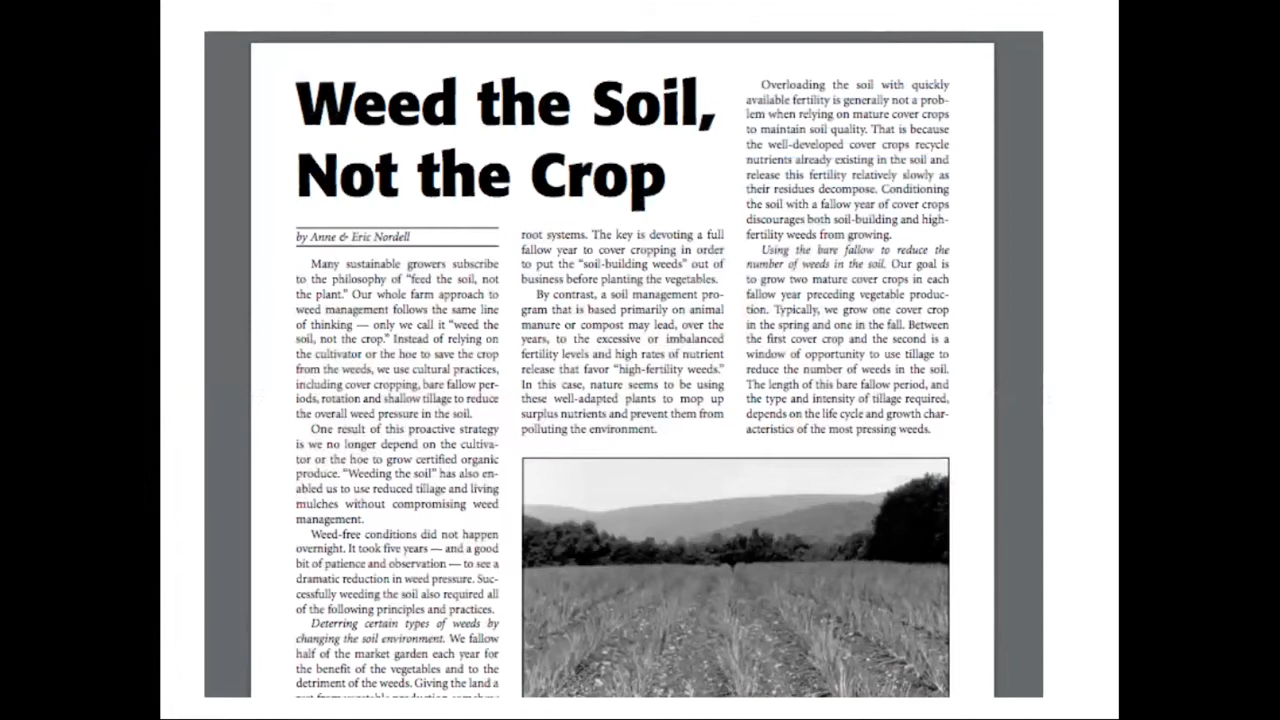 Weed the Soil,
Not the Crop
by Anne & Eric Nordell
Many sustainable growers subscribe
to the philosophy of “feed the soil, not
the plant.” Our whole farm approach to
weed management follows the same line
of thinking — only we call it “weed the
soil, not the crop.” Instead of relying on
the cultivator or the hoe to save the crop
from the weeds, we use cultural practices,
including cover cropping, bare fallow per-
iods, rotation and shallow tillage to reduce
the overall weed pressure in the soil.
One result of this proactive strategy
is we no longer depend on the cultiva-
tor or the hoe to grow certified organic
produce. “Weeding the soil” has also en-
abled us to use reduced tillage and living
mulches without compromising weed
management.
Weed-free conditions did not happen
overnight. It took five years — and a good
bit of patience and observation — to see a
dramatic reduction in weed pressure. Suc-
cessfully weeding the soil also required all
of the following principles and practices.
Deterring certain types of weeds by
changing the soil environment. We fallow
half of the market garden each year for
the benefit of the vegetables and to the
detriment of the weeds. Giving the land a
root systems. The key is devoting a full
fallow year to cover cropping in order
to put the “soil-building weeds” out of
business before planting the vegetables.
By contrast, a soil management pro-
gram that is based primarily on animal
manure or compost may lead, over the
years, to the excessive or imbalanced
fertility levels and high rates of nutrient
release that favor “high-fertility weeds.”
In this case, nature seems to be using
these well-adapted plants to mop up
surplus nutrients and prevent them from
polluting the environment.
Overloading the soil with quickly
available fertility is generally not a prob-
lem when relying on mature cover crops
to maintain soil quality. That is because
the well-developed cover crops recycle
nutrients already existing in the soil and
release this fertility relatively slowly as
their residues decompose. Conditioning
the soil with a fallow year of cover crops
discourages both soil-building and high-
fertility weeds from growing.
Using the bare fallow to reduce the
number of weeds in the soil. Our goal is
to grow two mature cover crops in each
fallow year preceding vegetable produc-
tion. Typically, we grow one cover crop
in the spring and one in the fall. Between
the first cover crop and the second is a
window of opportunity to use tillage to
reduce the number of weeds in the soil.
The length of this bare fallow period, and
the type and intensity of tillage required,
depends on the life cycle and growth char-
acteristics of the most pressing weeds.